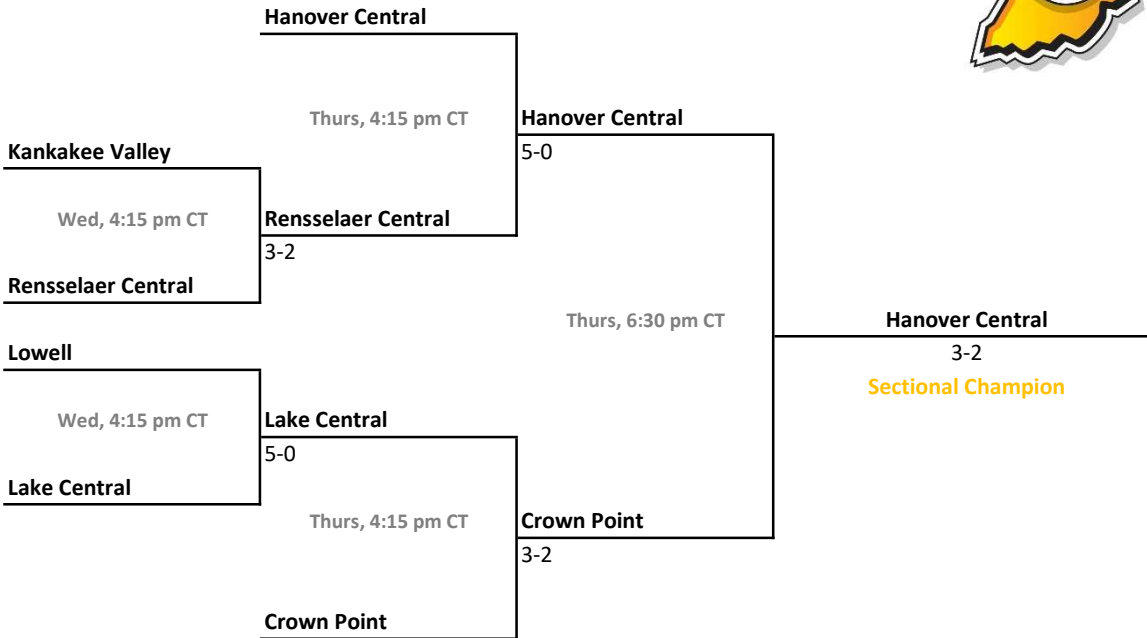 Hanover Central
Thurs, 4:15 pm CT
Hanover Central
Kankakee Valley
5-0
Wed, 4:15 pm CT
Rensselaer Central
3-2
Rensselaer Central
Thurs, 6:30 pm CT
Hanover Central
Lowell
3-2
Sectional Champion
Wed, 4:15 pm CT
Lake Central
5-0
Lake Central
Thurs, 4:15 pm CT
Crown Point
3-2
Crown Point